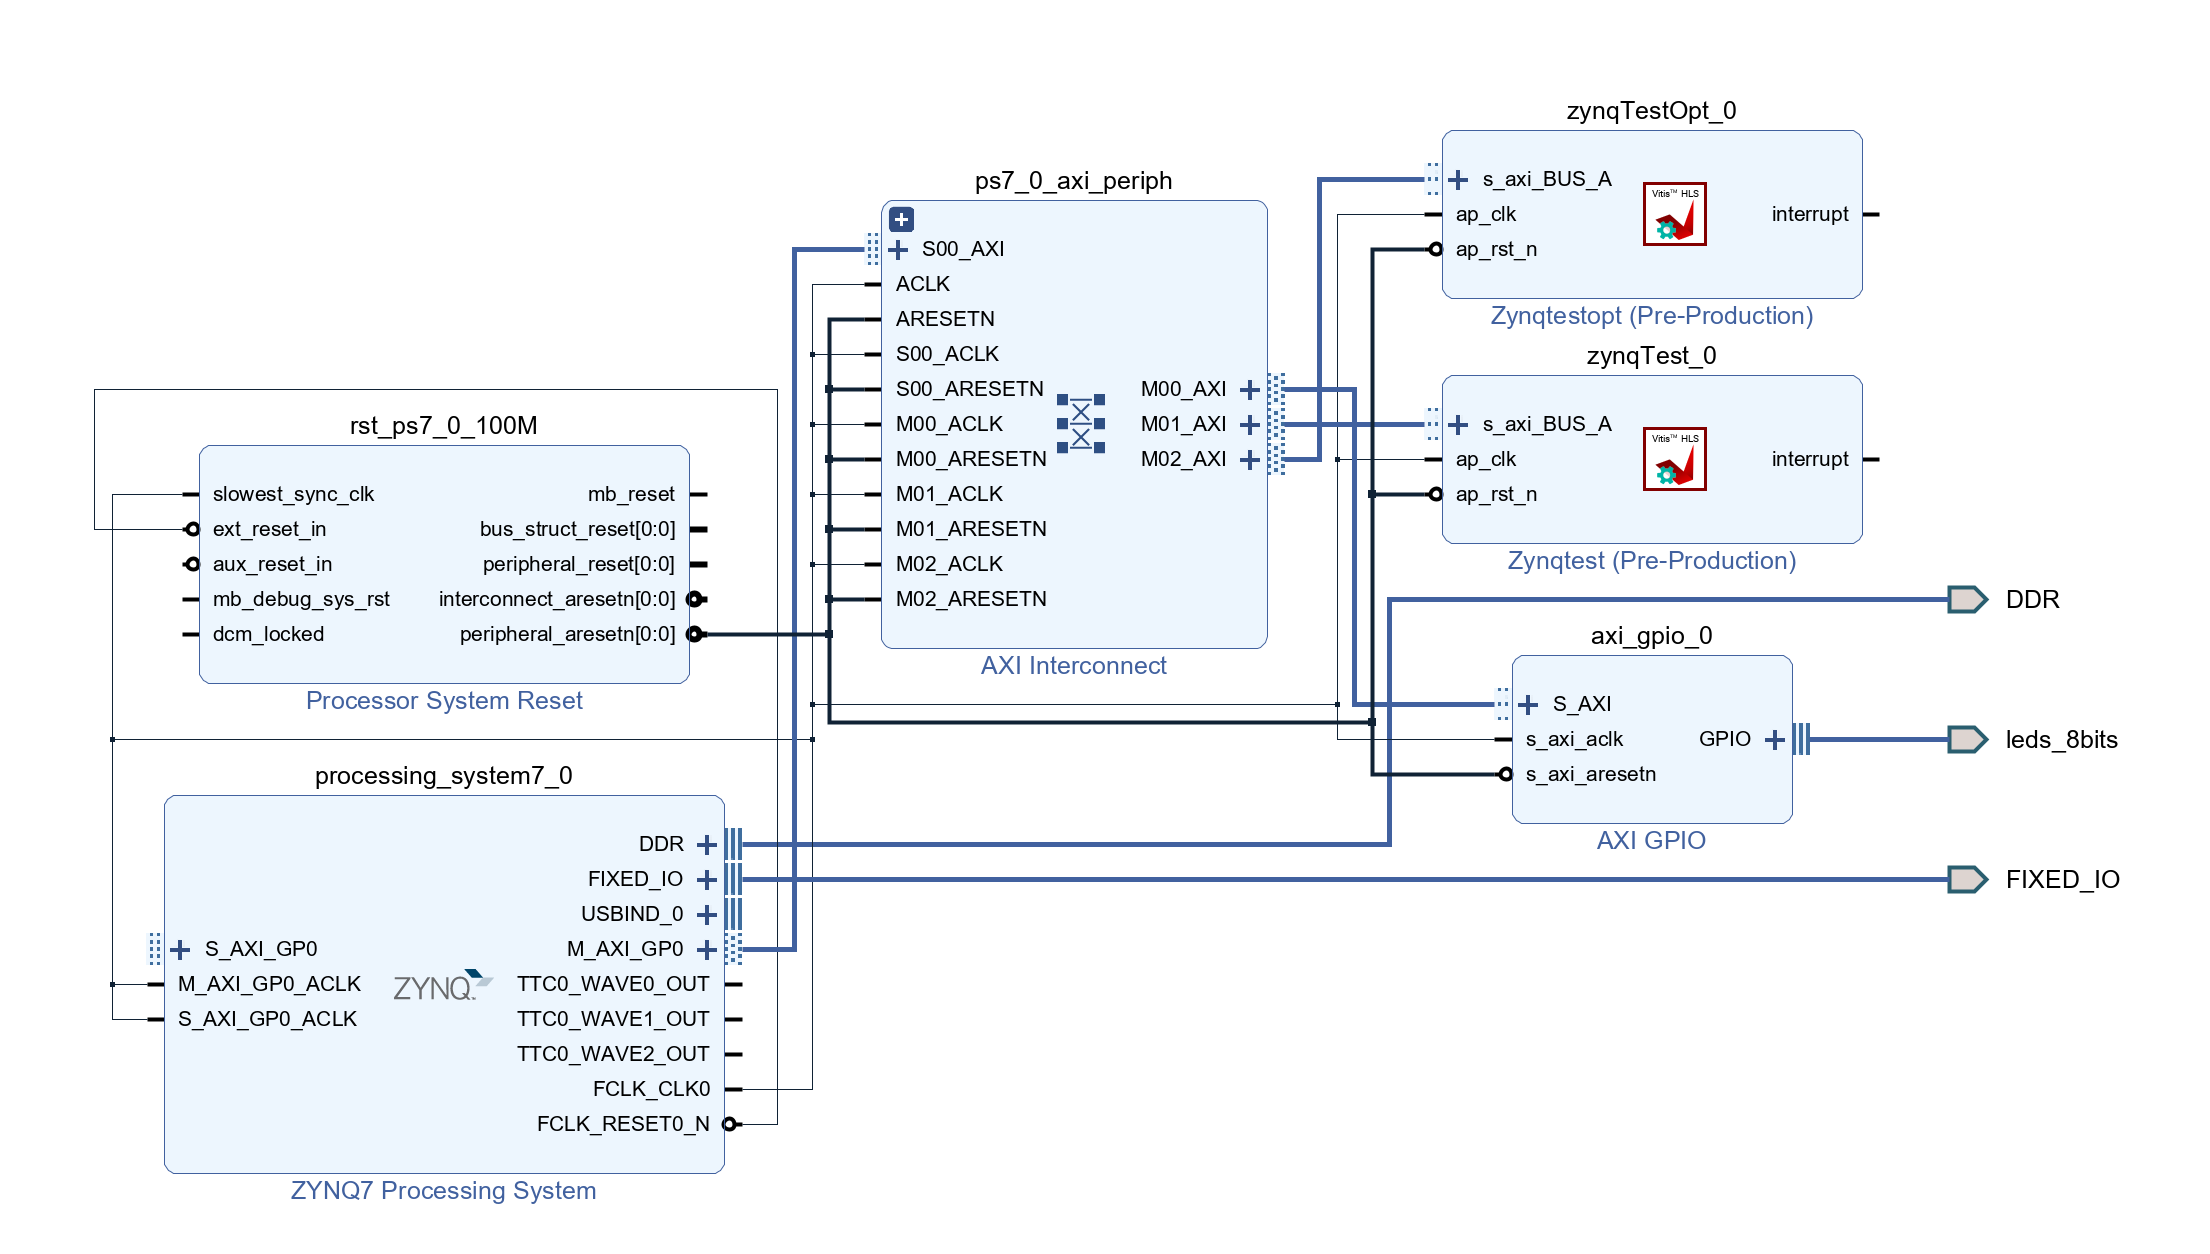 zynqTestOpt_0
s_axi_BUS_A
ap_clk
ap_rst_n
Vitis™ HLS
interrupt
Zynqtestopt (Pre-Production)
ps7_0_axi_periph
S00_AXI
ACLK
ARESETN
S00_ACLK
S00_ARESETN
M00_ACLK
M00_ARESETN
M01_ACLK
M01_ARESETN
M02_ACLK
M02_ARESETN
M00_AXI
M01_AXI
M02_AXI
AXI Interconnect
zynqTest_0
s_axi_BUS_A
ap_clk
ap_rst_n
Vitis™ HLS
interrupt
Zynqtest (Pre-Production)
rst_ps7_0_100M
slowest_sync_clk
ext_reset_in
aux_reset_in
mb_debug_sys_rst
dcm_locked
mb_reset
bus_struct_reset[0:0]
peripheral_reset[0:0]
interconnect_aresetn[0:0]
peripheral_aresetn[0:0]
Processor System Reset
DDR
axi_gpio_0
S_AXI
s_axi_aclk
s_axi_aresetn
GPIO
AXI GPIO
leds_8bits
FIXED_IO
processing_system7_0
S_AXI_GP0
M_AXI_GP0_ACLK
S_AXI_GP0_ACLK
ZYNQ
DDR
FIXED_IO
USBIND_0
M_AXI_GP0
TTC0_WAVE0_OUT
TTC0_WAVE1_OUT
TTC0_WAVE2_OUT
FCLK_CLK0
FCLK_RESET0_N
ZYNQ7 Processing System